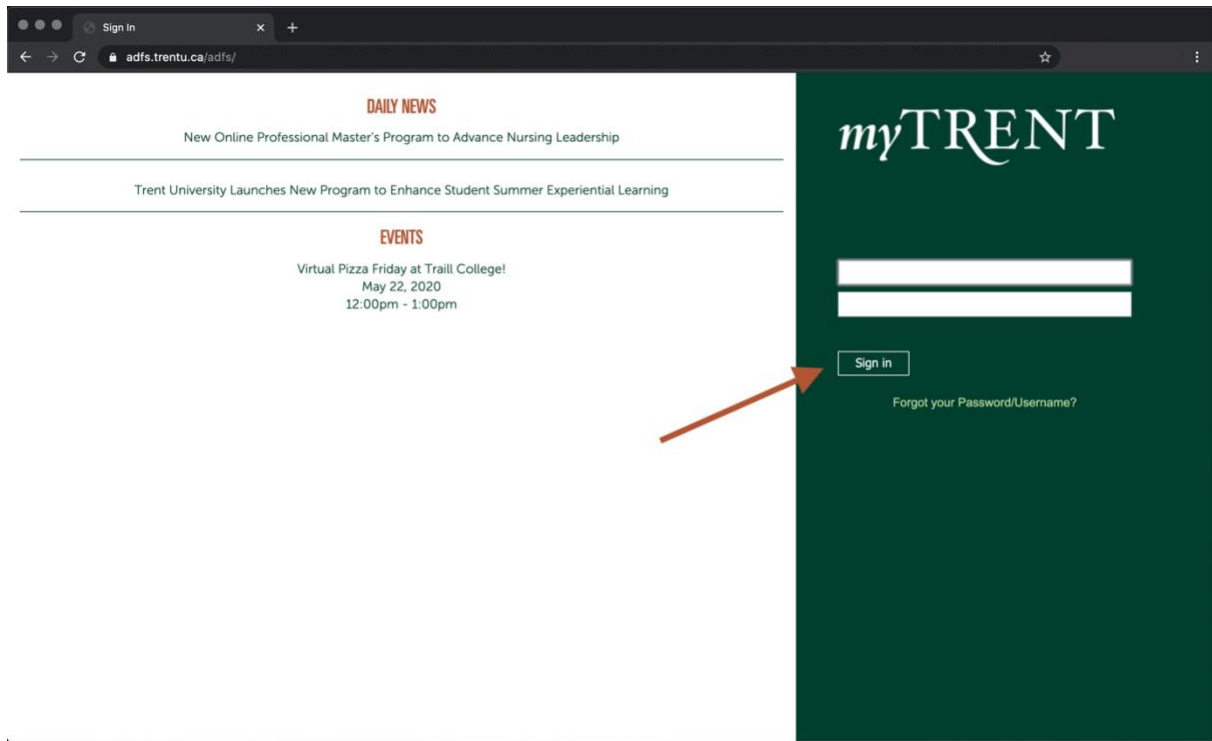 Sign In
adfs.trentu.ca/adfs/
DAILY NEWS
New Online Professional Master's Program to Advance Nursing Leadership
Trent University Launches New Program to Enhance Student Summer Experiential Learning
EVENTS
Virtual Pizza Friday at Traill College!
May 22, 2020
12:00pm - 1:00pm
myTRENT
Sign in
Forgot your Password/Username?